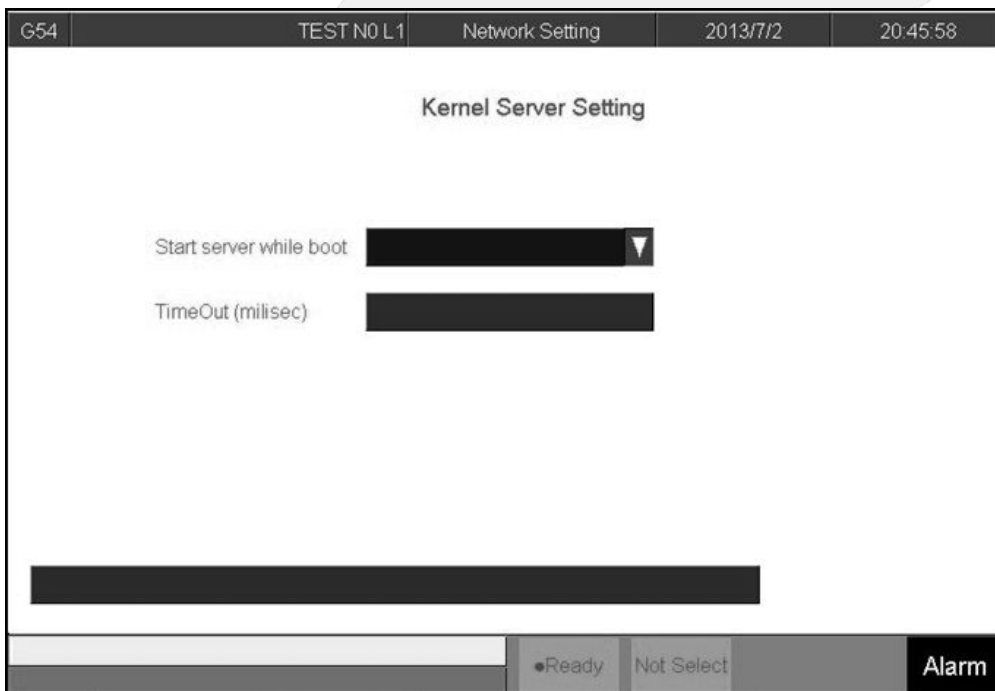 G54 TEST N0 L1 Network Setting 2013/7/2 20:45:58
Kernel Server Setting
Start server while boot
TimeOut (milisec)
●Ready Not Select Alarm